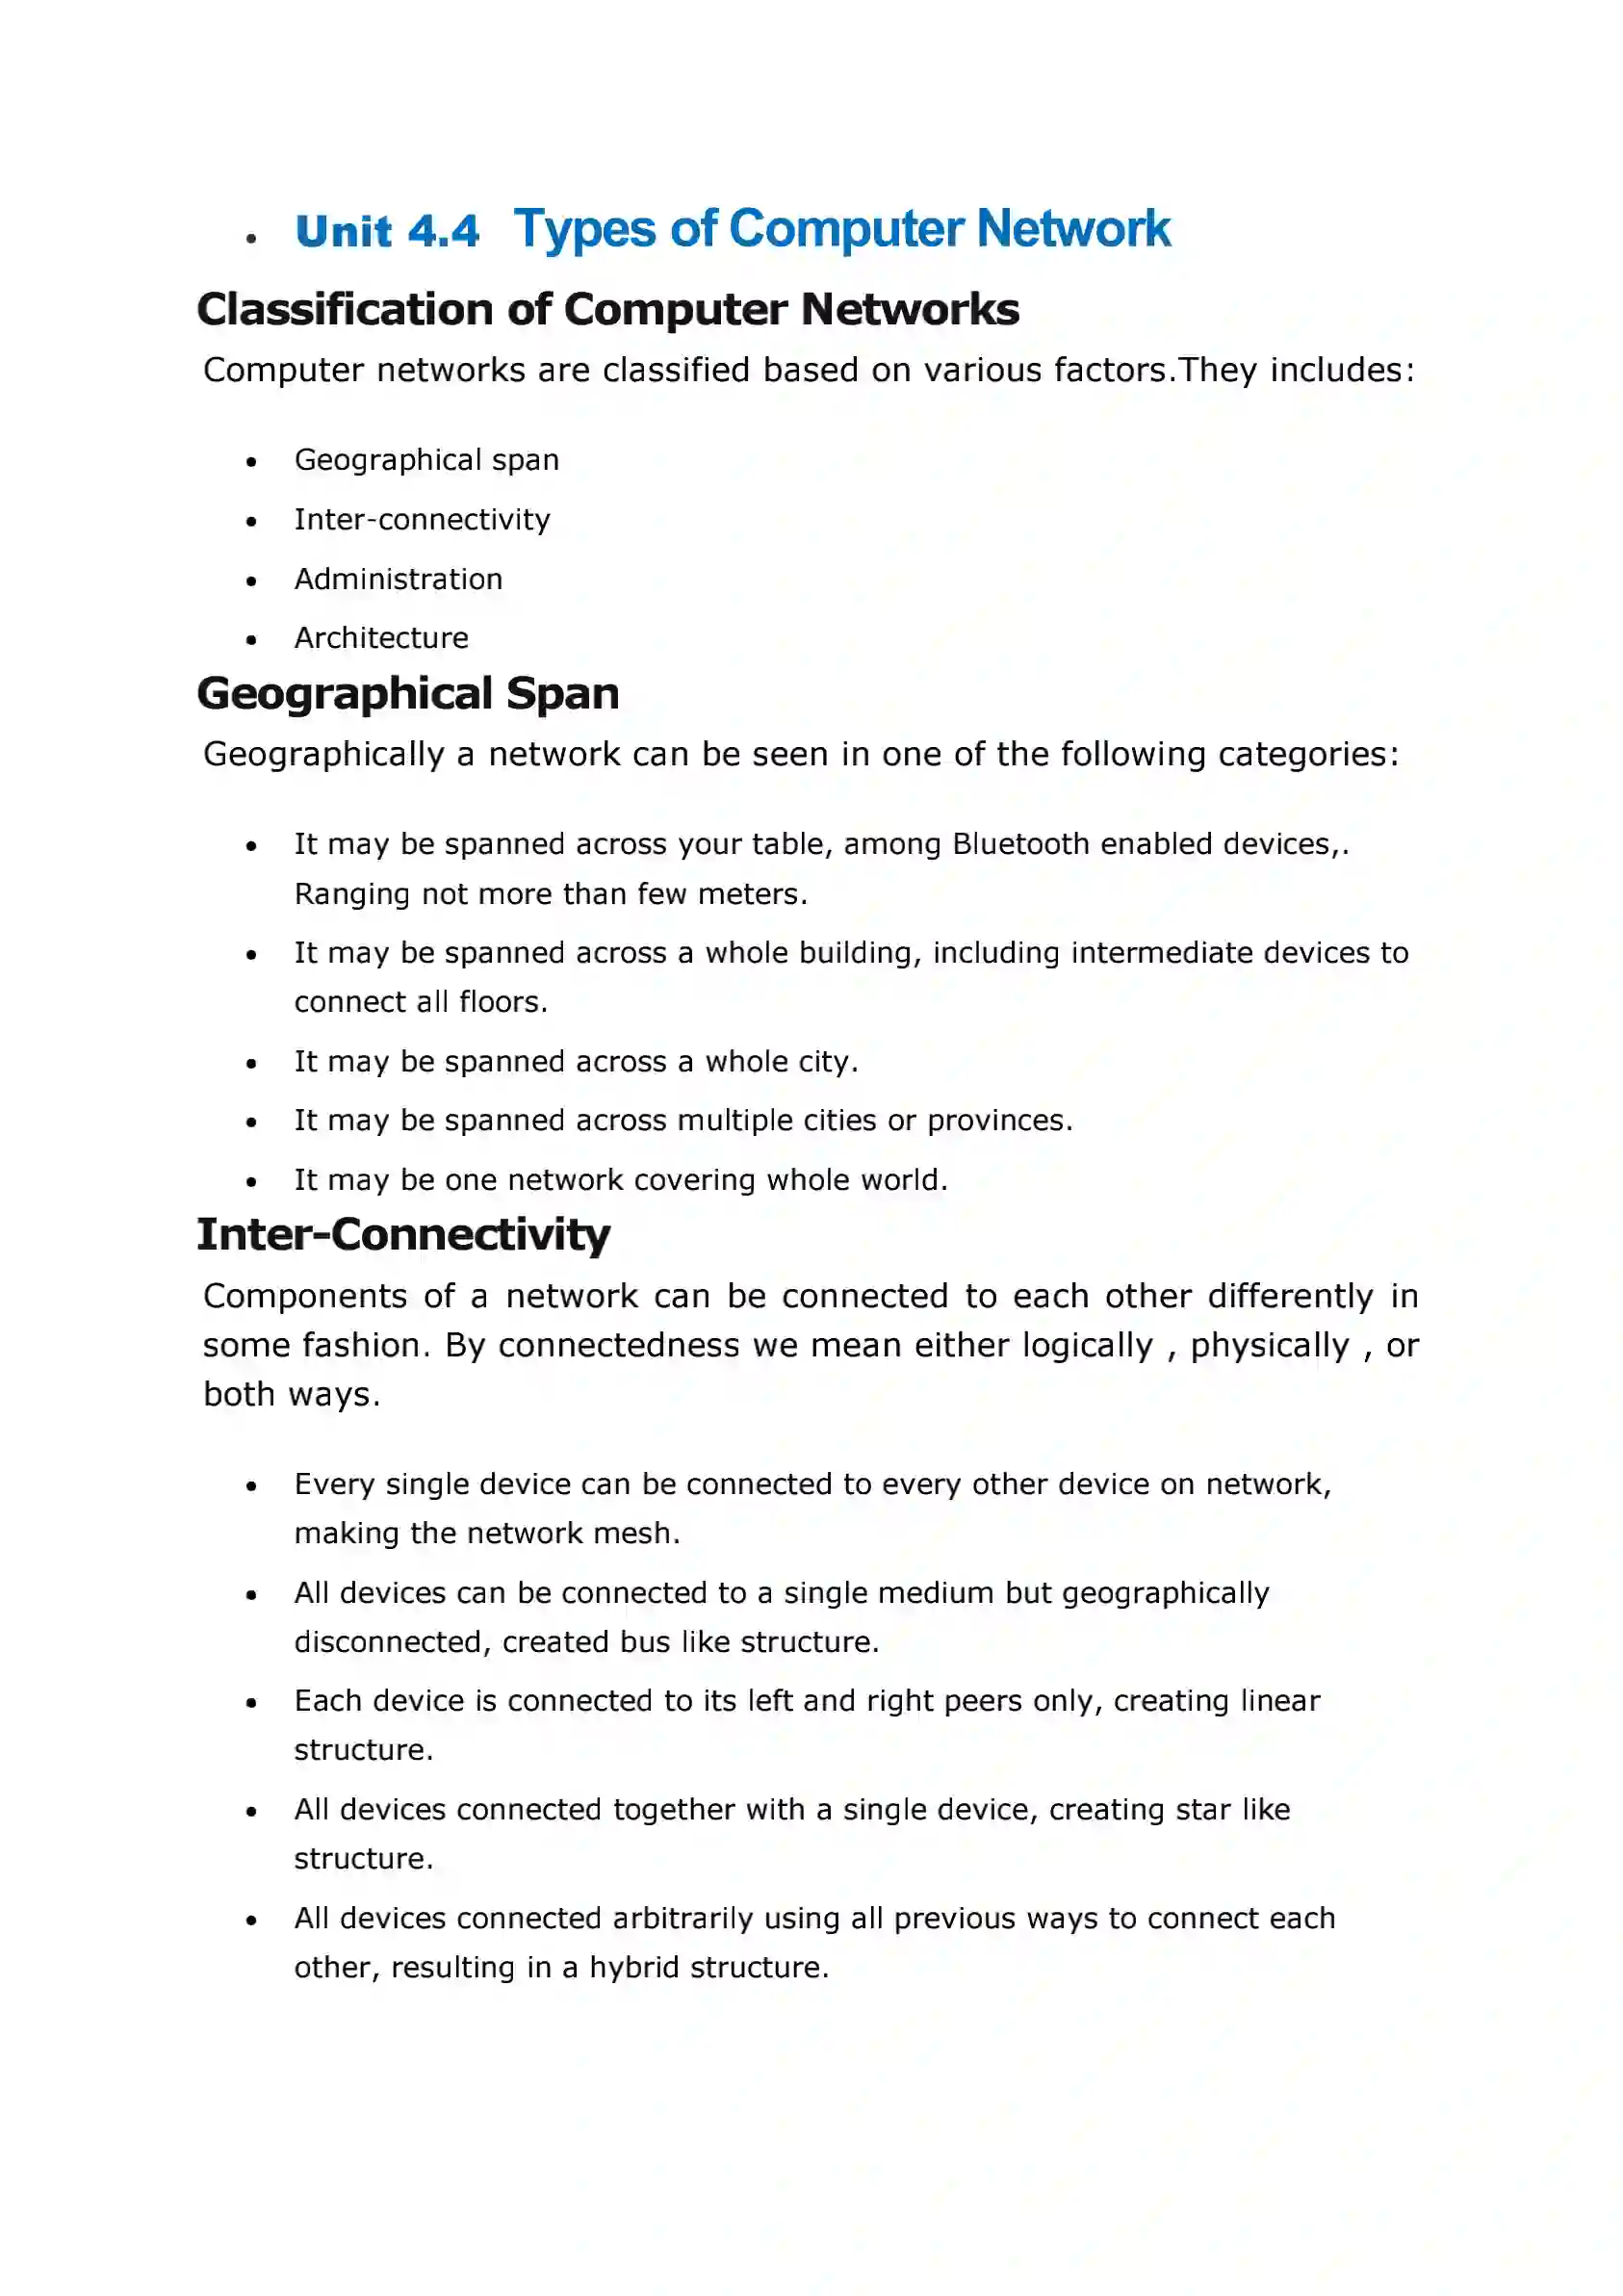 • Unit 4.4 Types of Computer Network
Classification of Computer Networks
Computer networks are classified based on various factors.They includes:
• Geographical span
• Inter-connectivity
• Administration
• Architecture
Geographical Span
Geographically a network can be seen in one of the following categories:
• It may be spanned across your table, among Bluetooth enabled devices,.
Ranging not more than few meters.
• It may be spanned across a whole building, including intermediate devices to
connect all floors.
• It may be spanned across a whole city.
• It may be spanned across multiple cities or provinces.
• It may be one network covering whole world.
Inter-Connectivity
Components of a network can be connected to each other differently in
some fashion. By connectedness we mean either logically , physically , or
both ways.
• Every single device can be connected to every other device on network,
making the network mesh.
• All devices can be connected to a single medium but geographically
disconnected, created bus like structure.
• Each device is connected to its left and right peers only, creating linear
structure.
• All devices connected together with a single device, creating star like
structure.
• All devices connected arbitrarily using all previous ways to connect each
other, resulting in a hybrid structure.